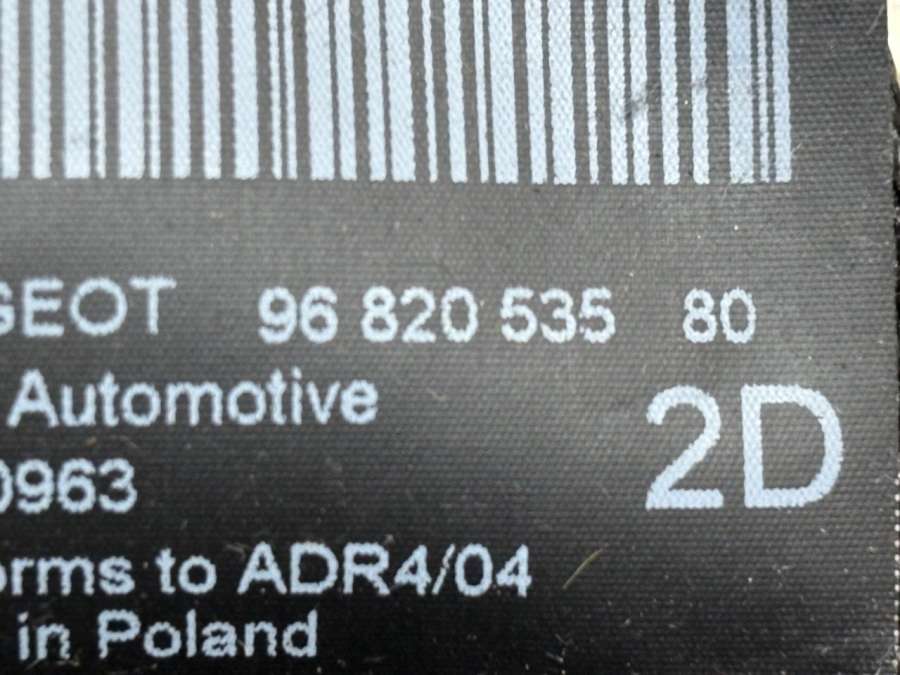 GEOT 96 820 535 80
Automotive
2D
0963
orms to ADR4/04
in Poland